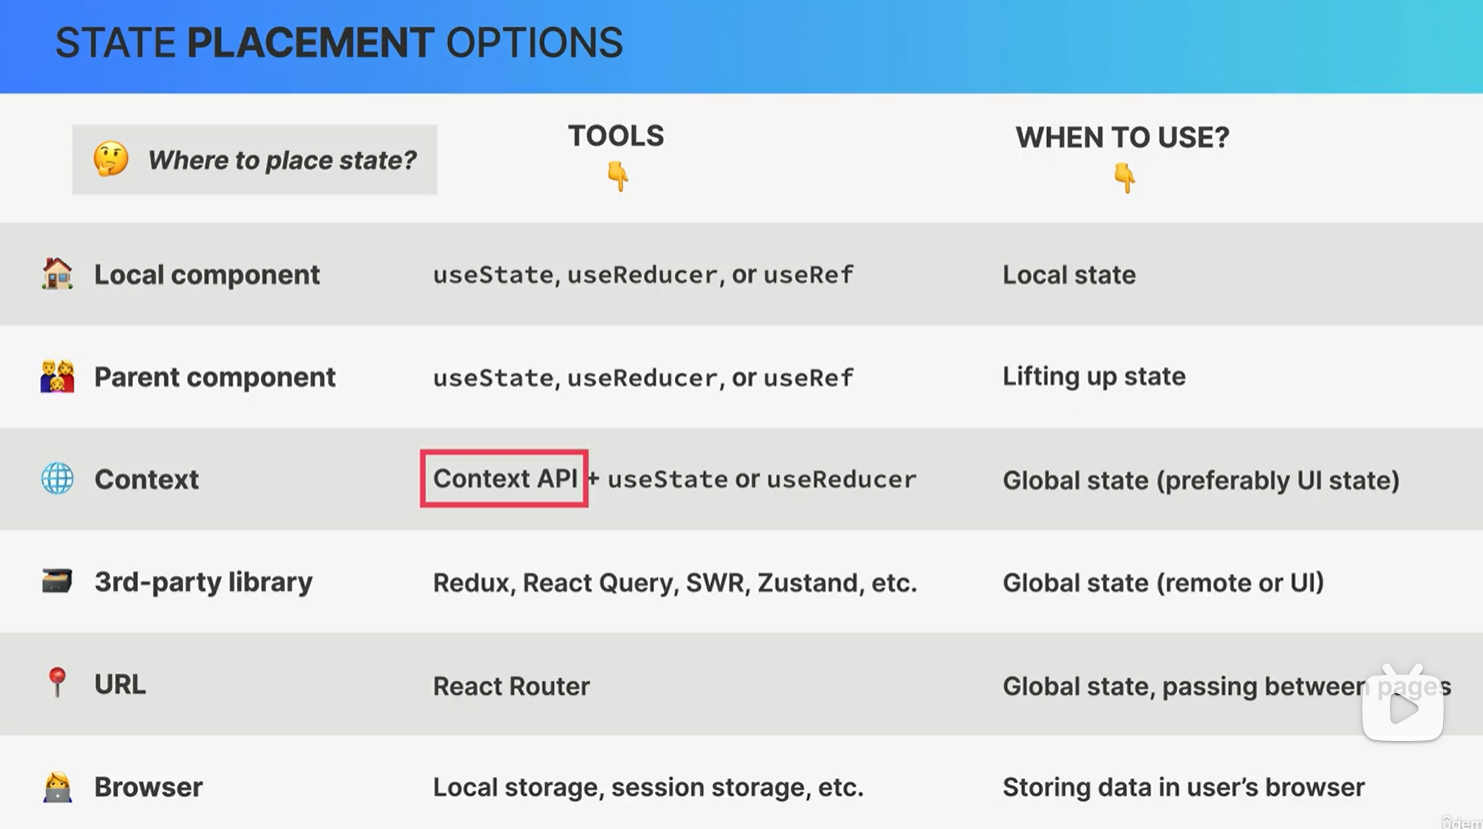 STATE PLACEMENT OPTIONS
Where to place state?
TOOLS
WHEN TO USE?
Local component
useState, useReducer, or useRef
Local state
Parent component
useState, useReducer, or useRef
Lifting up state
Context
Context API + useState or useReducer
Global state (preferably UI state)
3rd-party library
Redux, React Query, SWR, Zustand, etc.
Global state (remote or UI)
URL
React Router
Global state, passing between pages
Browser
Local storage, session storage, etc.
Storing data in user's browser